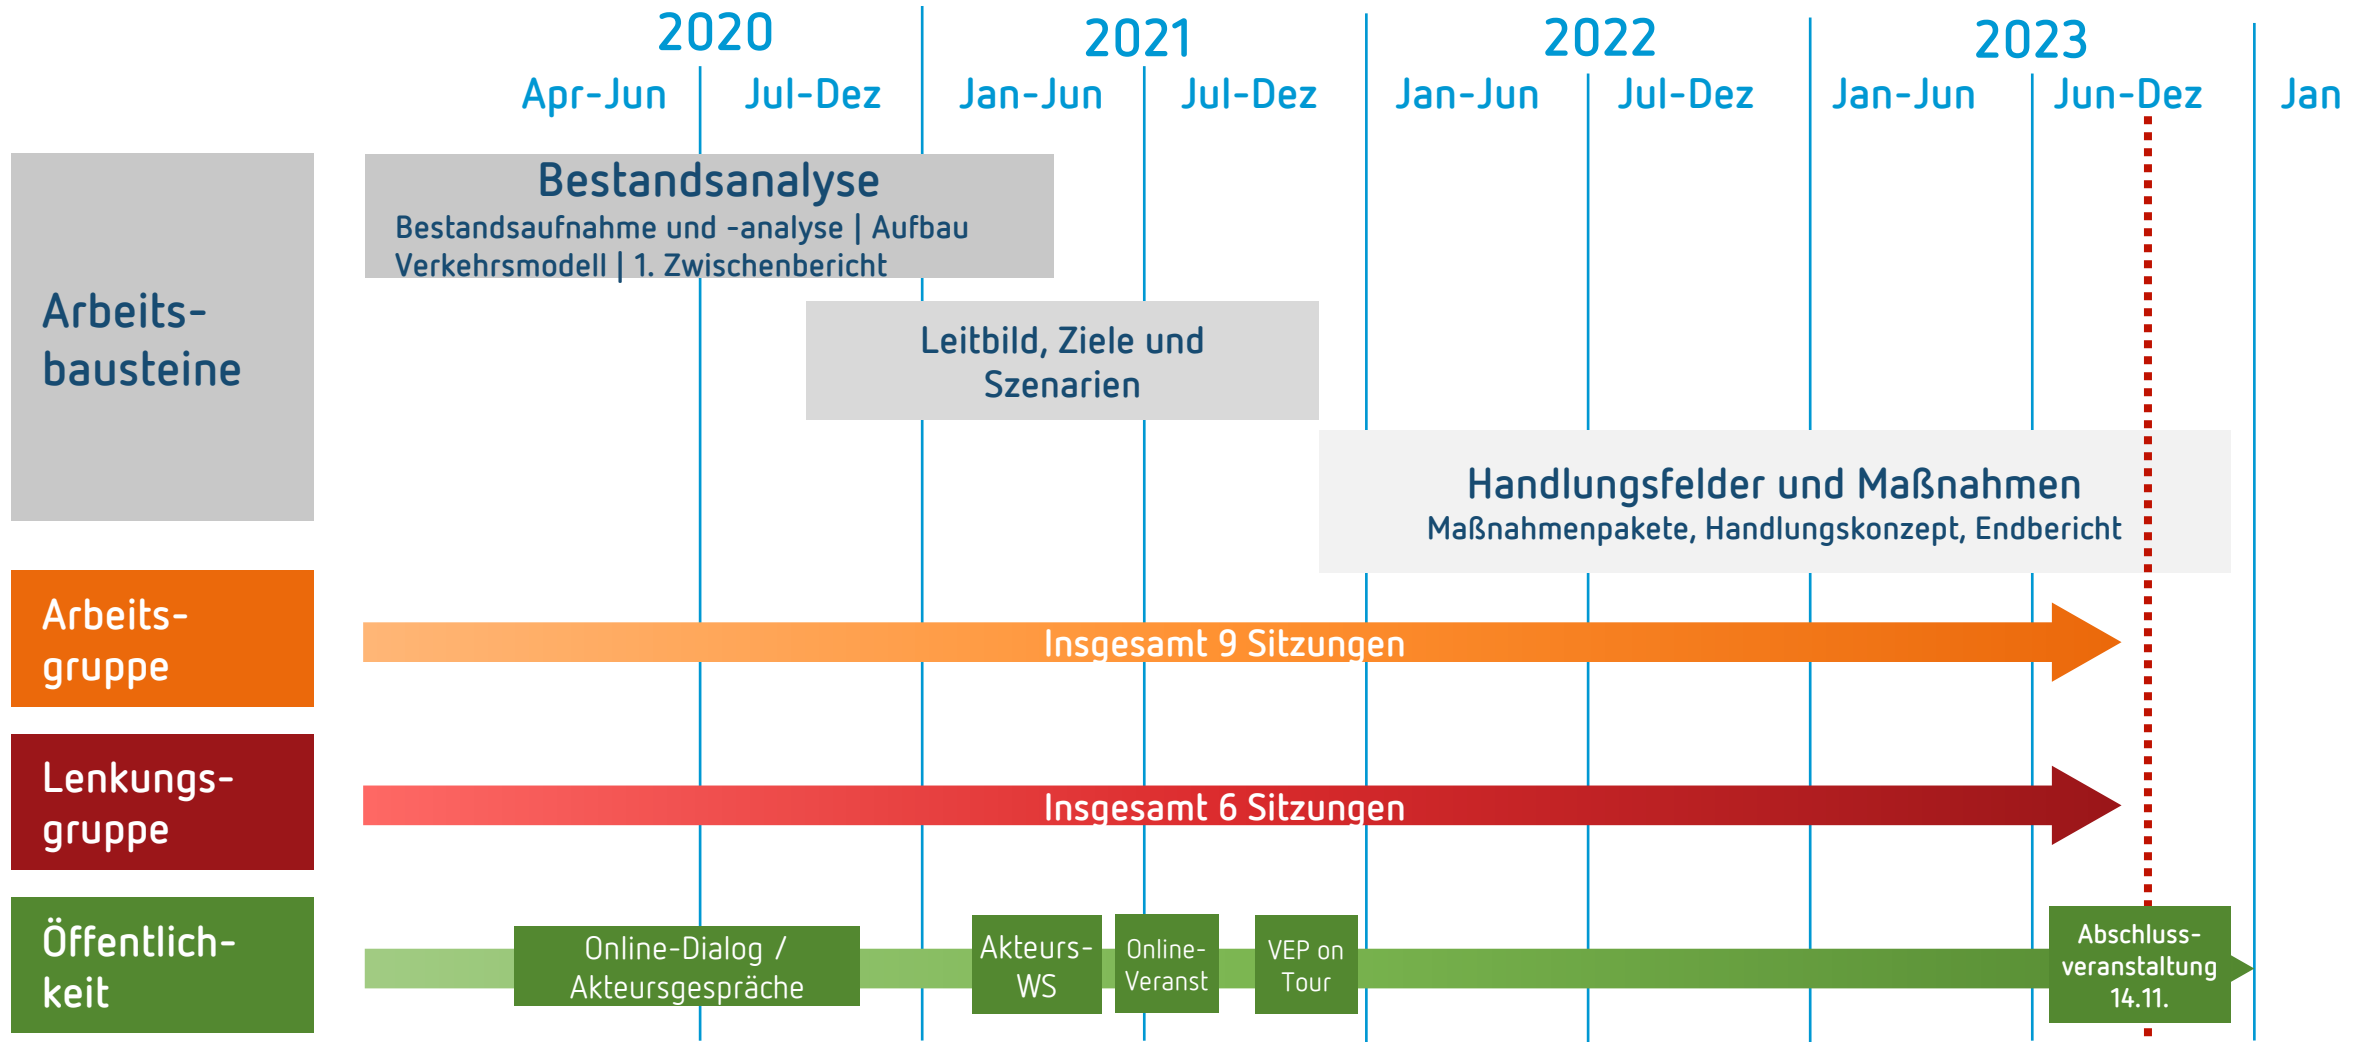 2020
2021
2022
2023
Apr-Jun
Jul-Dez
Jan-Jun
Jul-Dez
Jan-Jun
Jul-Dez
Jan-Jun
Jun-Dez
Jan
Arbeits-
bausteine
Bestandsanalyse
Bestandsaufnahme und -analyse | Aufbau
Verkehrsmodell | 1. Zwischenbericht
Leitbild, Ziele und
Szenarien
Handlungsfelder und Maßnahmen
Maßnahmenpakete, Handlungskonzept, Endbericht
Arbeits-
gruppe
Insgesamt 9 Sitzungen
Lenkungs-
gruppe
Insgesamt 6 Sitzungen
Öffentlich-
keit
Online-Dialog /
Akteursgespräche
Akteurs-
WS
Online-
Veranst
VEP on
Tour
Abschluss-
veranstaltung
14.11.